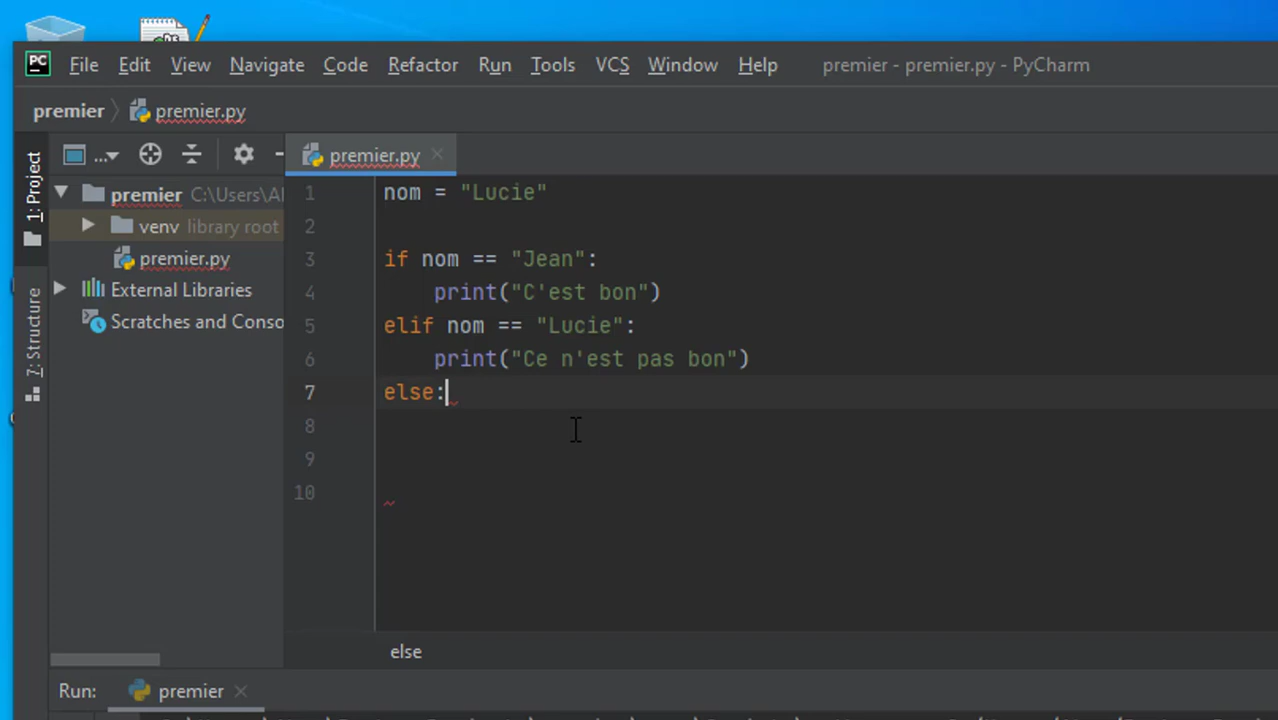 PC File Edit View Navigate Code Refactor Run Tools VCS Window Help premier - premier.py - PyCharm
premier premier.py
... premier.py
1: Project
7: Structure
premier C:\Users\
venv library root
premier.py
External Libraries
Scratches and Conso
1 nom = "Lucie"
2
3 if nom == "Jean":
4     print("C'est bon")
5 elif nom == "Lucie":
6     print("Ce n'est pas bon")
7 else:
8
9
10
else
Run: premier